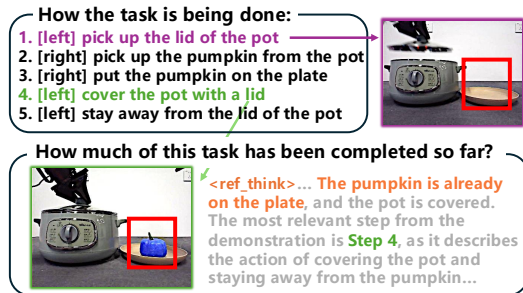 How the task is being done:
1. [left] pick up the lid of the pot
2. [right] pick up the pumpkin from the pot
3. [right] put the pumpkin on the plate
4. [left] cover the pot with a lid
5. [left] stay away from the lid of the pot
How much of this task has been completed so far?
<ref_think>... The pumpkin is already
on the plate, and the pot is covered.
The most relevant step from the
demonstration is Step 4, as it describes
the action of covering the pot and
staying away from the pumpkin...